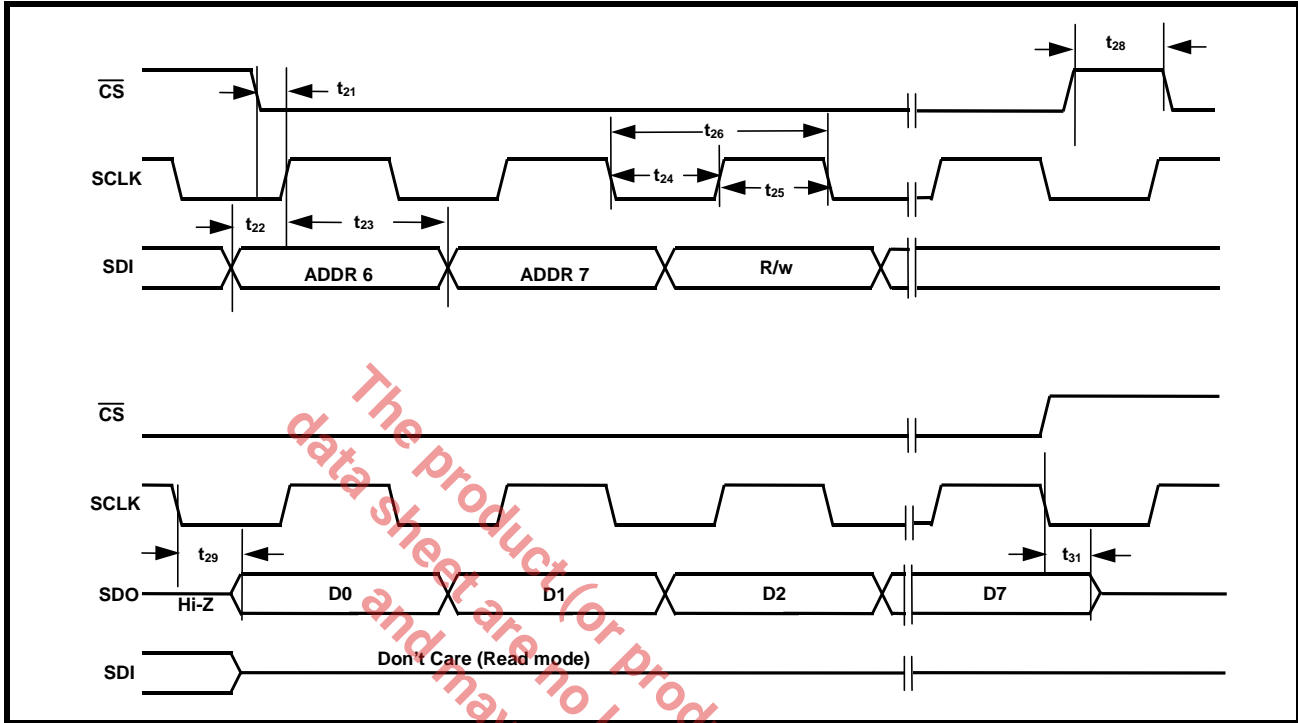 t28
CS
t21
t26
SCLK
t24
t25
t22
t23
SDI
ADDR 6
ADDR 7
R/w
CS
SCLK
t29
t31
SDO
Hi-Z
D0
D1
D2
D7
SDI
Don't Care (Read mode)
The product (or prod
data sheet are no
and